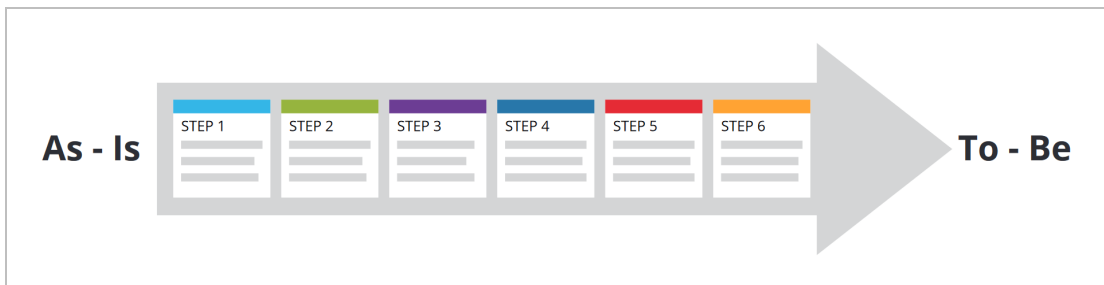 As - Is
STEP 1
STEP 2
STEP 3
STEP 4
STEP 5
STEP 6
To - Be